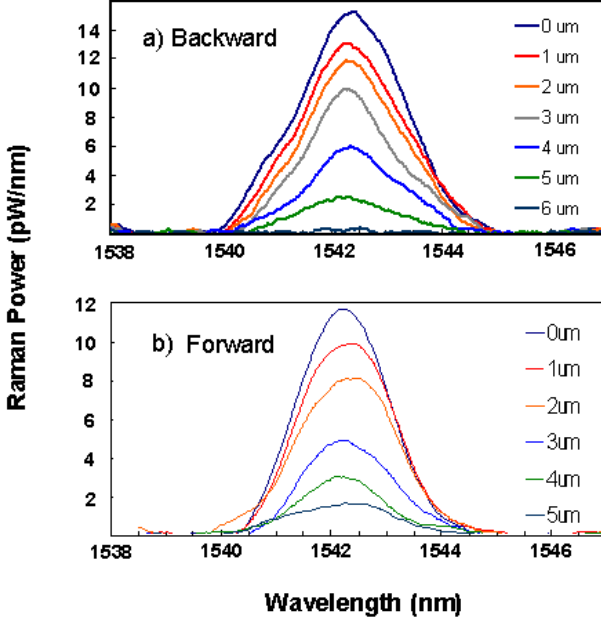 Raman Power (pW/nm)
a) Backward
14
12
10
8
6
4
2
1538 1540 1542 1544 1546
0 um
1 um
2 um
3 um
4 um
5 um
6 um
b) Forward
12
10
8
6
4
2
1538 1540 1542 1544 1546
0um
1um
2um
3um
4um
5um
Wavelength (nm)